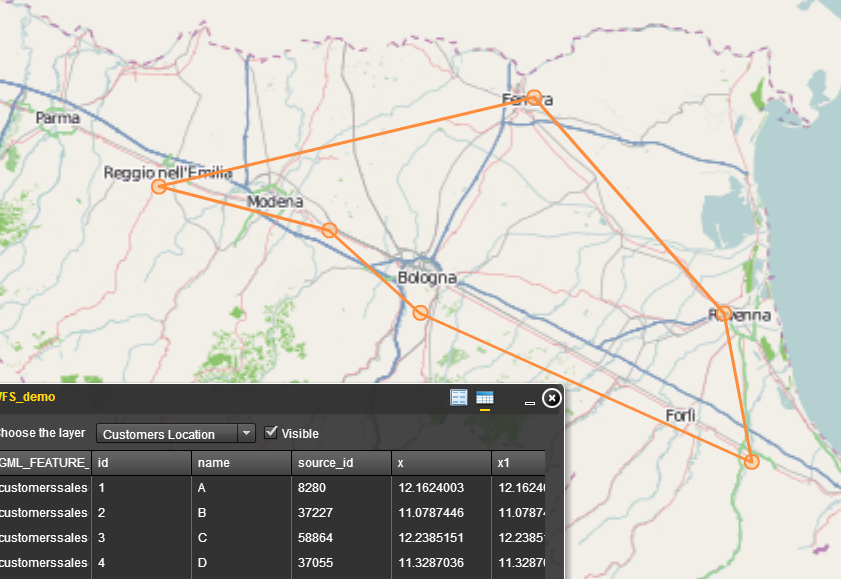 Parma
Ferrara
Reggio nell'Emilia
Modena
Bologna
Ravenna
Forlì
WFS_demo
Choose the layer Customers Location Visible
GML_FEATURE_ id name source_id x x1
customerssales 1 A 8280 12.1624003 12.1624
customerssales 2 B 37227 11.0787446 11.0787
customerssales 3 C 58864 12.2385151 12.2385
customerssales 4 D 37055 11.3287036 11.3287